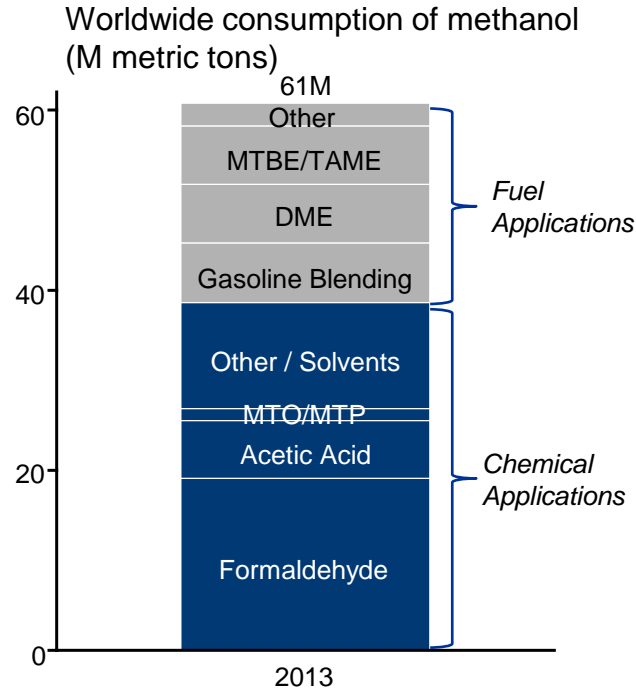 Worldwide consumption of methanol
(M metric tons)
61M
60
Other
MTBE/TAME
Fuel
Applications
DME
Gasoline Blending
40
Other / Solvents
MTO/MTP
Acetic Acid
20
Chemical
Applications
Formaldehyde
0
2013